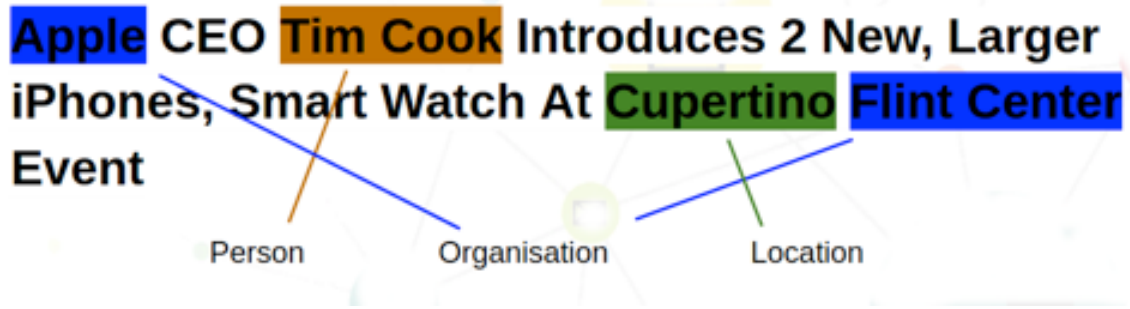 Apple CEO Tim Cook Introduces 2 New, Larger
iPhones, Smart Watch At Cupertino Flint Center
Event
Person Organisation Location